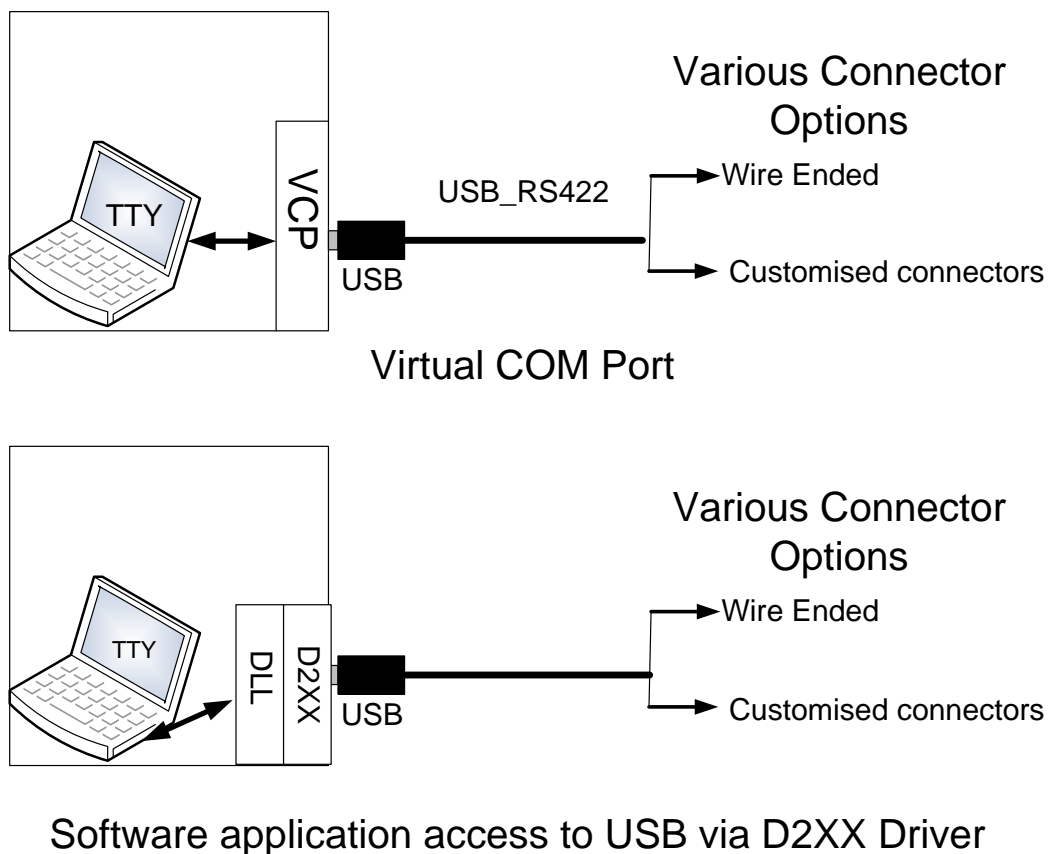 Various Connector
Options
TTY
VCP
USB_RS422
Wire Ended
USB
Customised connectors
Virtual COM Port
Various Connector
Options
TTY
DLL
D2XX
Wire Ended
USB
Customised connectors
Software application access to USB via D2XX Driver